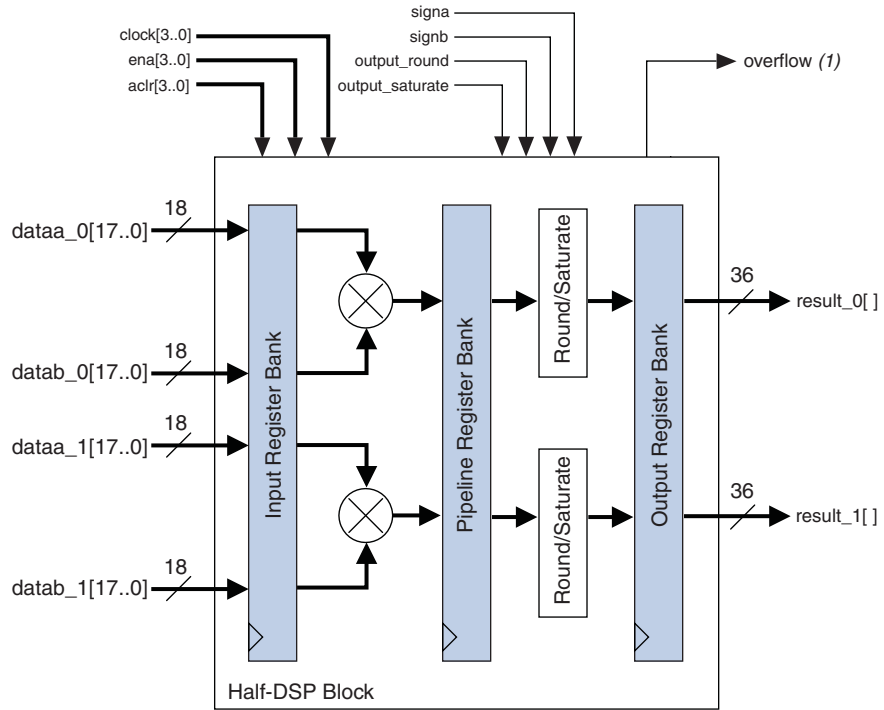 signa
clock[3..0]
signb
ena[3..0]
output_round
overflow (1)
aclr[3..0]
output_saturate
18
dataa_0[17..0]
36
result_0[ ]
18
datab_0[17..0]
18
dataa_1[17..0]
36
result_1[ ]
18
datab_1[17..0]
Input Register Bank
Pipeline Register Bank
Round/Saturate
Round/Saturate
Output Register Bank
Half-DSP Block